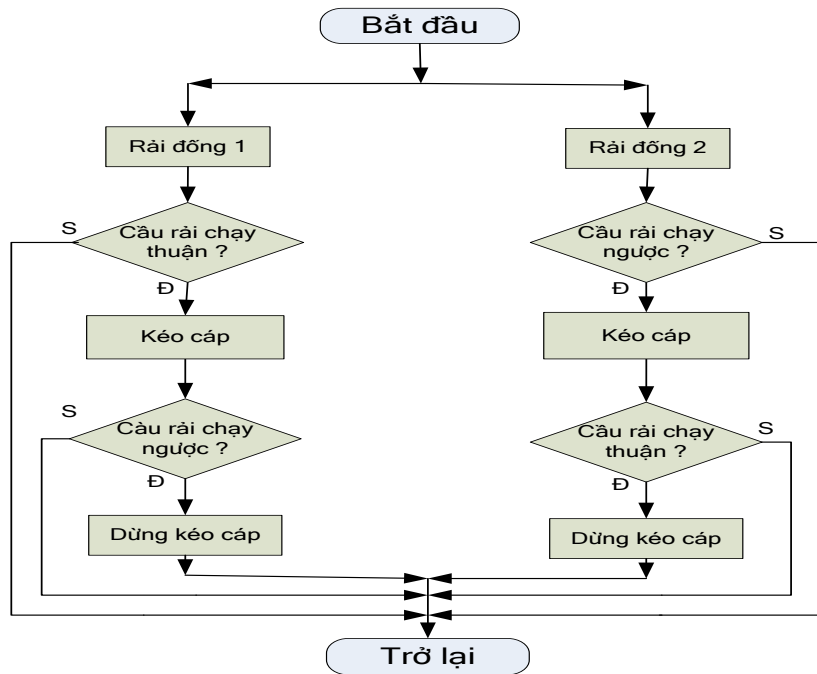 Bắt đầu
Rải đống 1
S
Cầu rải chạy
thuận ?
Đ
Kéo cáp
S
Càu rải chạy
ngược ?
Đ
Dừng kéo cáp
Rải đống 2
Cầu rải chạy
ngược ?
S
Đ
Kéo cáp
Cầu rải chạy
thuận ?
S
Đ
Dừng kéo cáp
Trở lại